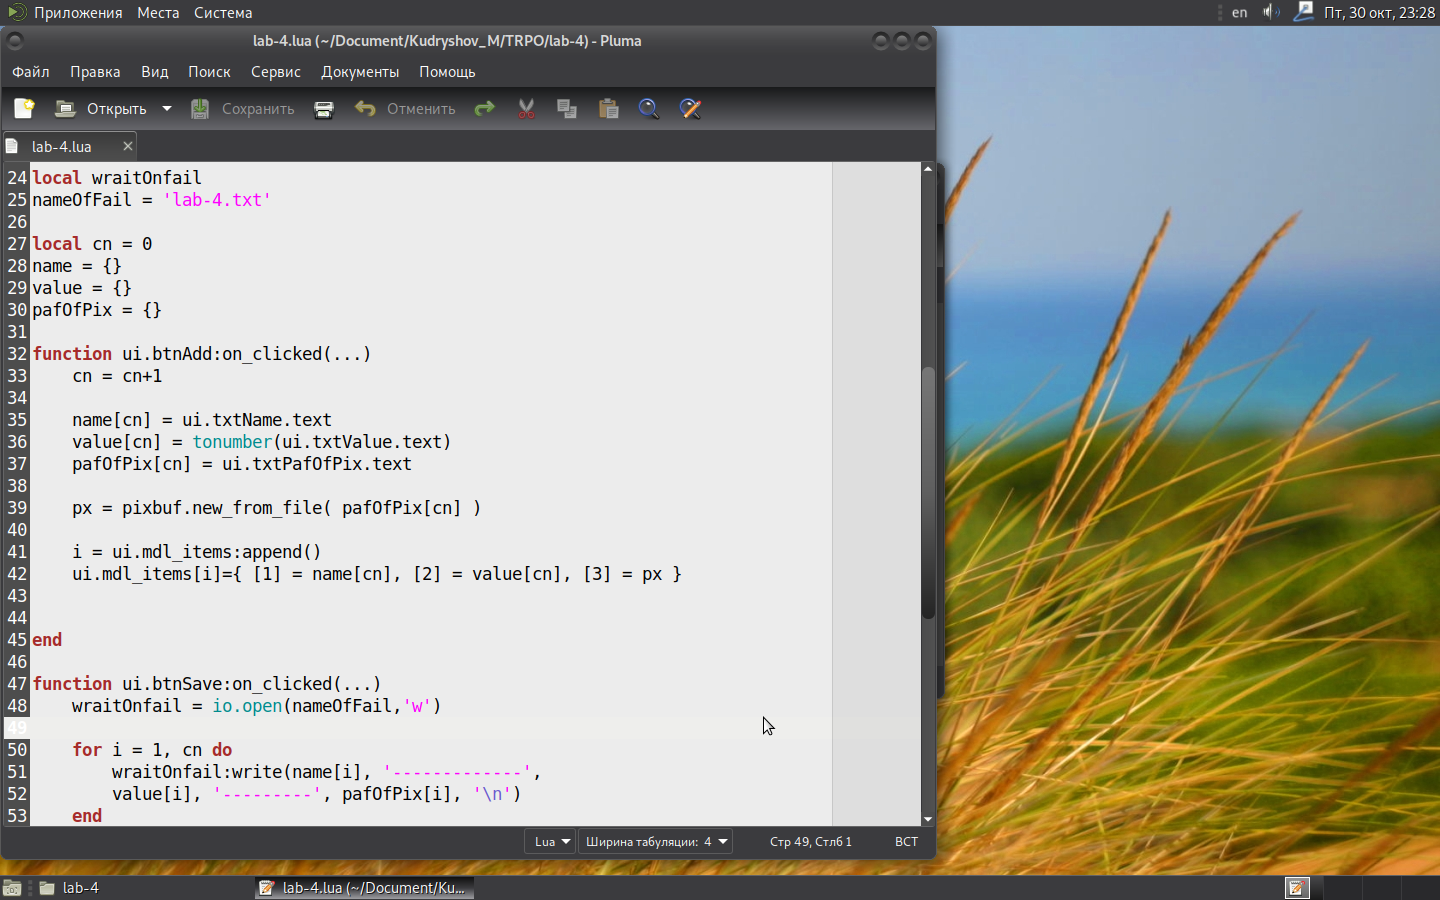 Приложения Места Система en Пт, 30 окт, 23:28
lab-4.lua (~/Document/Kudryshov_M/TRPO/lab-4) - Pluma
Файл Правка Вид Поиск Сервис Документы Помощь
Открыть Сохранить Отменить
lab-4.lua
24 local wraitOnfail
25 nameOfFail = 'lab-4.txt'
26
27 local cn = 0
28 name = {}
29 value = {}
30 pafOfPix = {}
31
32 function ui.btnAdd:on_clicked(...)
33     cn = cn+1
34
35     name[cn] = ui.txtName.text
36     value[cn] = tonumber(ui.txtValue.text)
37     pafOfPix[cn] = ui.txtPafOfPix.text
38
39     px = pixbuf.new_from_file( pafOfPix[cn] )
40
41     i = ui.mdl_items:append()
42     ui.mdl_items[i]={ [1] = name[cn], [2] = value[cn], [3] = px }
43
44
45 end
46
47 function ui.btnSave:on_clicked(...)
48     wraitOnfail = io.open(nameOfFail,'w')
49
50     for i = 1, cn do
51         wraitOnfail:write(name[i], '-------------',
52         value[i], '---------', pafOfPix[i], '\n')
53     end
Lua Ширина табуляции: 4 Стр 49, Стлб 1 ВСТ
lab-4 lab-4.lua (~/Document/Ku...